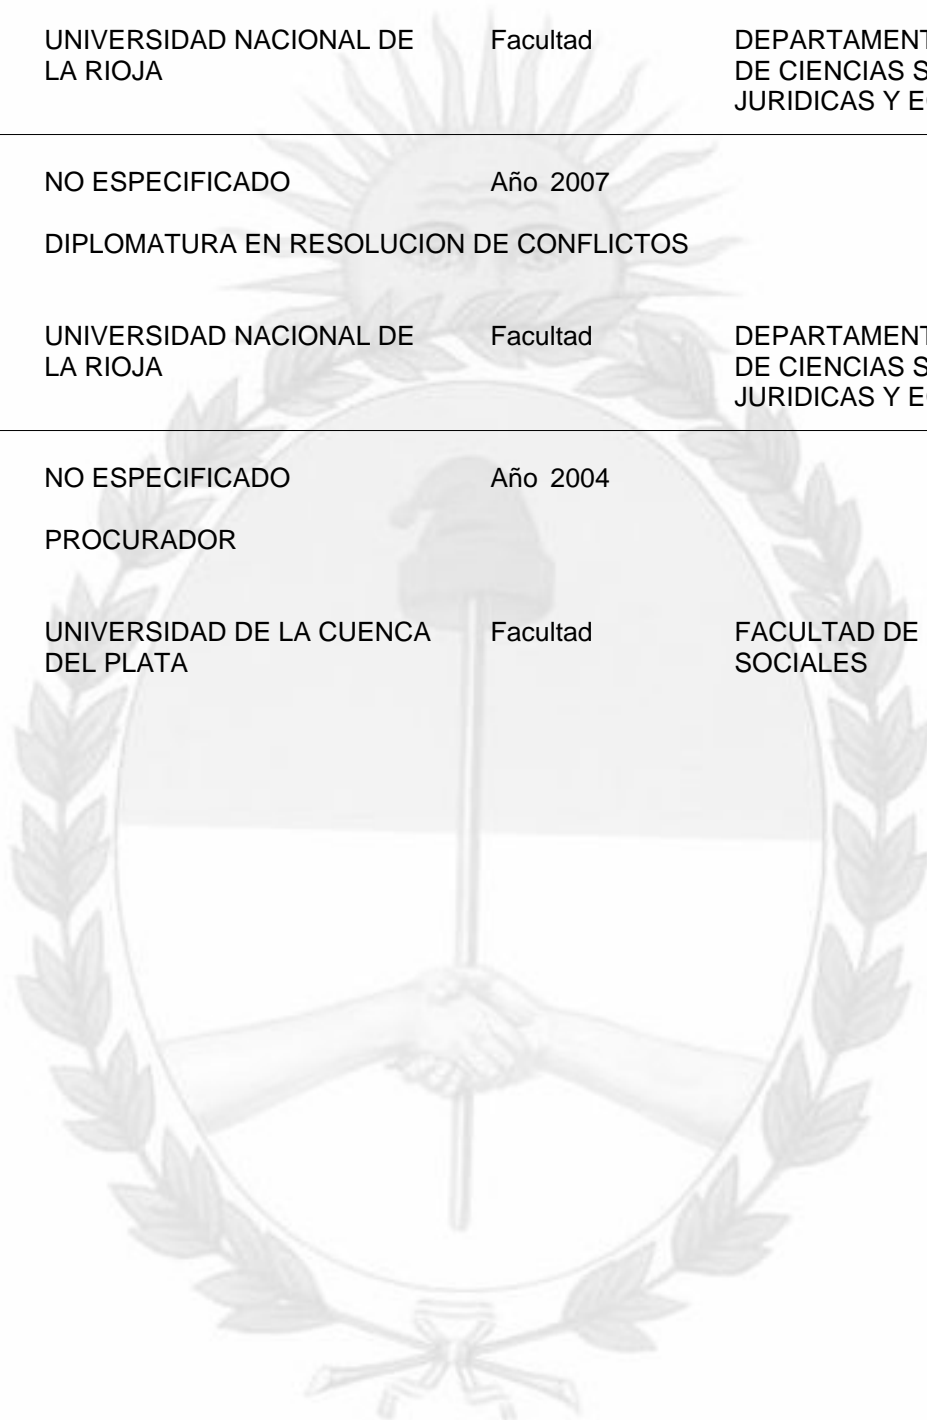 UNIVERSIDAD NACIONAL DE Facultad
LA RIOJA DE CIENCIAS
JURIDICAS Y
NO ESPECIFICADO Año 2007
DIPLOMATURA EN RESOLUCION DE CONFLICTOS
UNIVERSIDAD NACIONAL DE Facultad
LA RIOJA DE CIENCIAS
JURIDICAS Y
NO ESPECIFICADO Año 2004
PROCURADOR
UNIVERSIDAD DE LA CUENCA Facultad FACULTAD DE
DEL PLATA SOCIALES